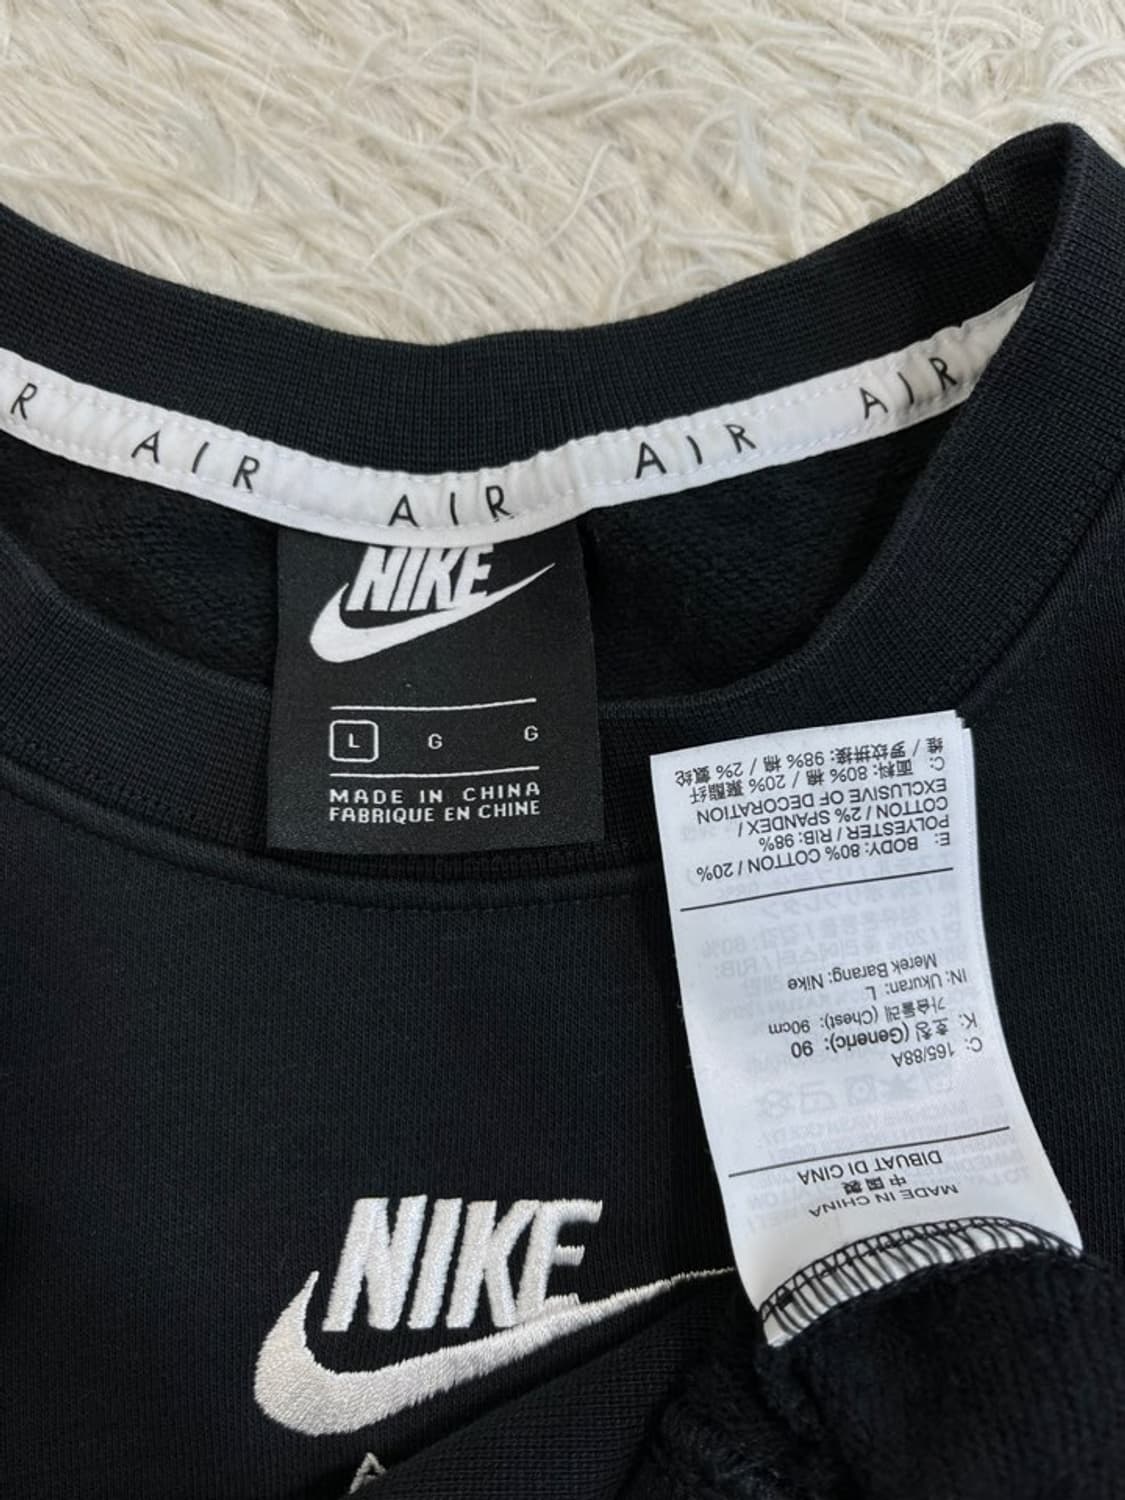 R
AIR
AIR
AIR
AIR
NIKE
L G G
MADE IN CHINA
FABRIQUE EN CHINE
MADE IN CHINA
中国製
DIBUAT DI CINA
C: 165/88A
K: 호칭 (Generic): 90
가슴둘레 (Chest): 90cm
IN: Ukuran: L
Merek Barang: Nike
E: BODY: 80% COTTON / 20%
POLYESTER / RIB: 98%
COTTON / 2% SPANDEX /
EXCLUSIVE OF DECORATION
C: 面料: 80% 棉 / 20% 聚酯纤
维 / 罗纹拼接: 98% 棉 / 2% 氨纶
NIKE
A